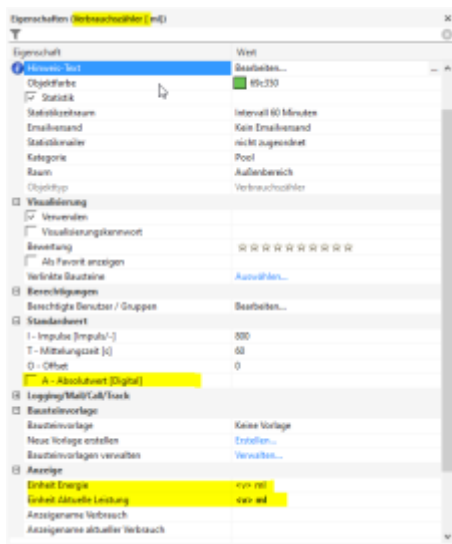 Eigenschaften (Verbrauchszähler [ ml])
Eigenschaft Wert
Hinweis-Text Bearbeiten...
Objektfarbe 69c350
Statistik
Statistikzeitraum Intervall 60 Minuten
Emailversand Kein Emailversand
Statistikmailer nicht zugeordnet
Kategorie Pool
Raum Außenbereich
Objekttyp Verbrauchszähler
Visualisierung
Verwenden
Visualisierungskennwort
Bewertung
Als Favorit anzeigen
Verlinkte Bausteine Auswählen...
Berechtigungen
Berechtigte Benutzer / Gruppen Bearbeiten...
Standardwert
I - Impulse [Impuls/-] 800
T - Mittelungszeit [s] 60
O - Offset 0
A - Absolutwert [Digital]
Logging/Mail/Call/Track
Bausteinvorlage
Bausteinvorlage Keine Vorlage
Neue Vorlage erstellen Erstellen...
Bausteinvorlagen verwalten Verwalten...
Anzeige
Einheit Energie <v> ml
Einheit Aktuelle Leistung <v> ml
Anzeigename Verbrauch
Anzeigename aktueller Verbrauch